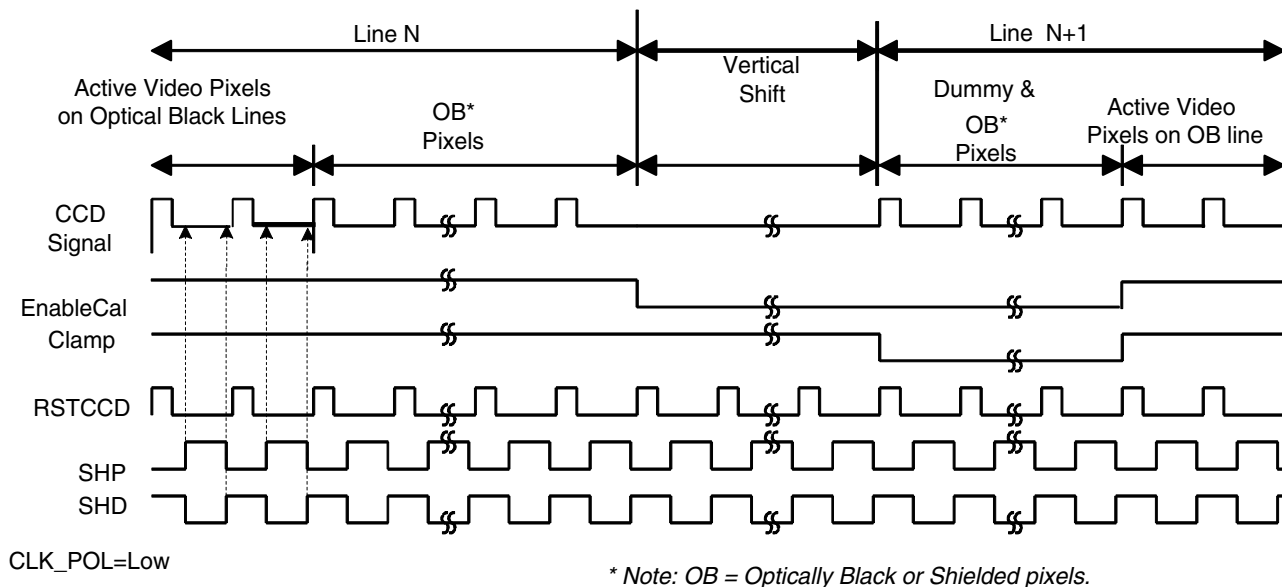 Line N
Line N+1
Active Video Pixels
on Optical Black Lines
OB*
Pixels
Vertical
Shift
Dummy &
OB*
Pixels
Active Video
Pixels on OB line
CCD
Signal
EnableCal
Clamp
RSTCCD
SHP
SHD
CLK_POL=Low
* Note: OB = Optically Black or Shielded pixels.